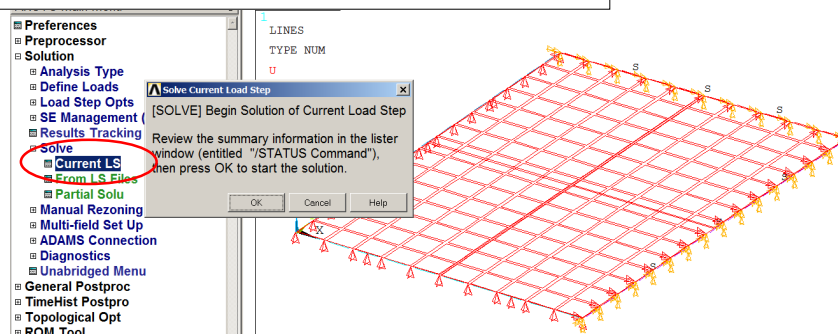 Preferences
Preprocessor
Solution
Analysis Type
Define Loads
Load Step Opts
SE Management (
Results Tracking
Solve
Current LS
From LS Files
Partial Solu
Manual Rezoning
Multi-field Set Up
ADAMS Connection
Diagnostics
Unabridged Menu
General Postproc
TimeHist Postpro
Topological Opt
ROM Tool
Solve Current Load Step
[SOLVE] Begin Solution of Current Load Step
Review the summary information in the lister
window (entitled "/STATUS Command"),
then press OK to start the solution.
OK Cancel Help
1
LINES
TYPE NUM
U
S
S
S
S
S
X